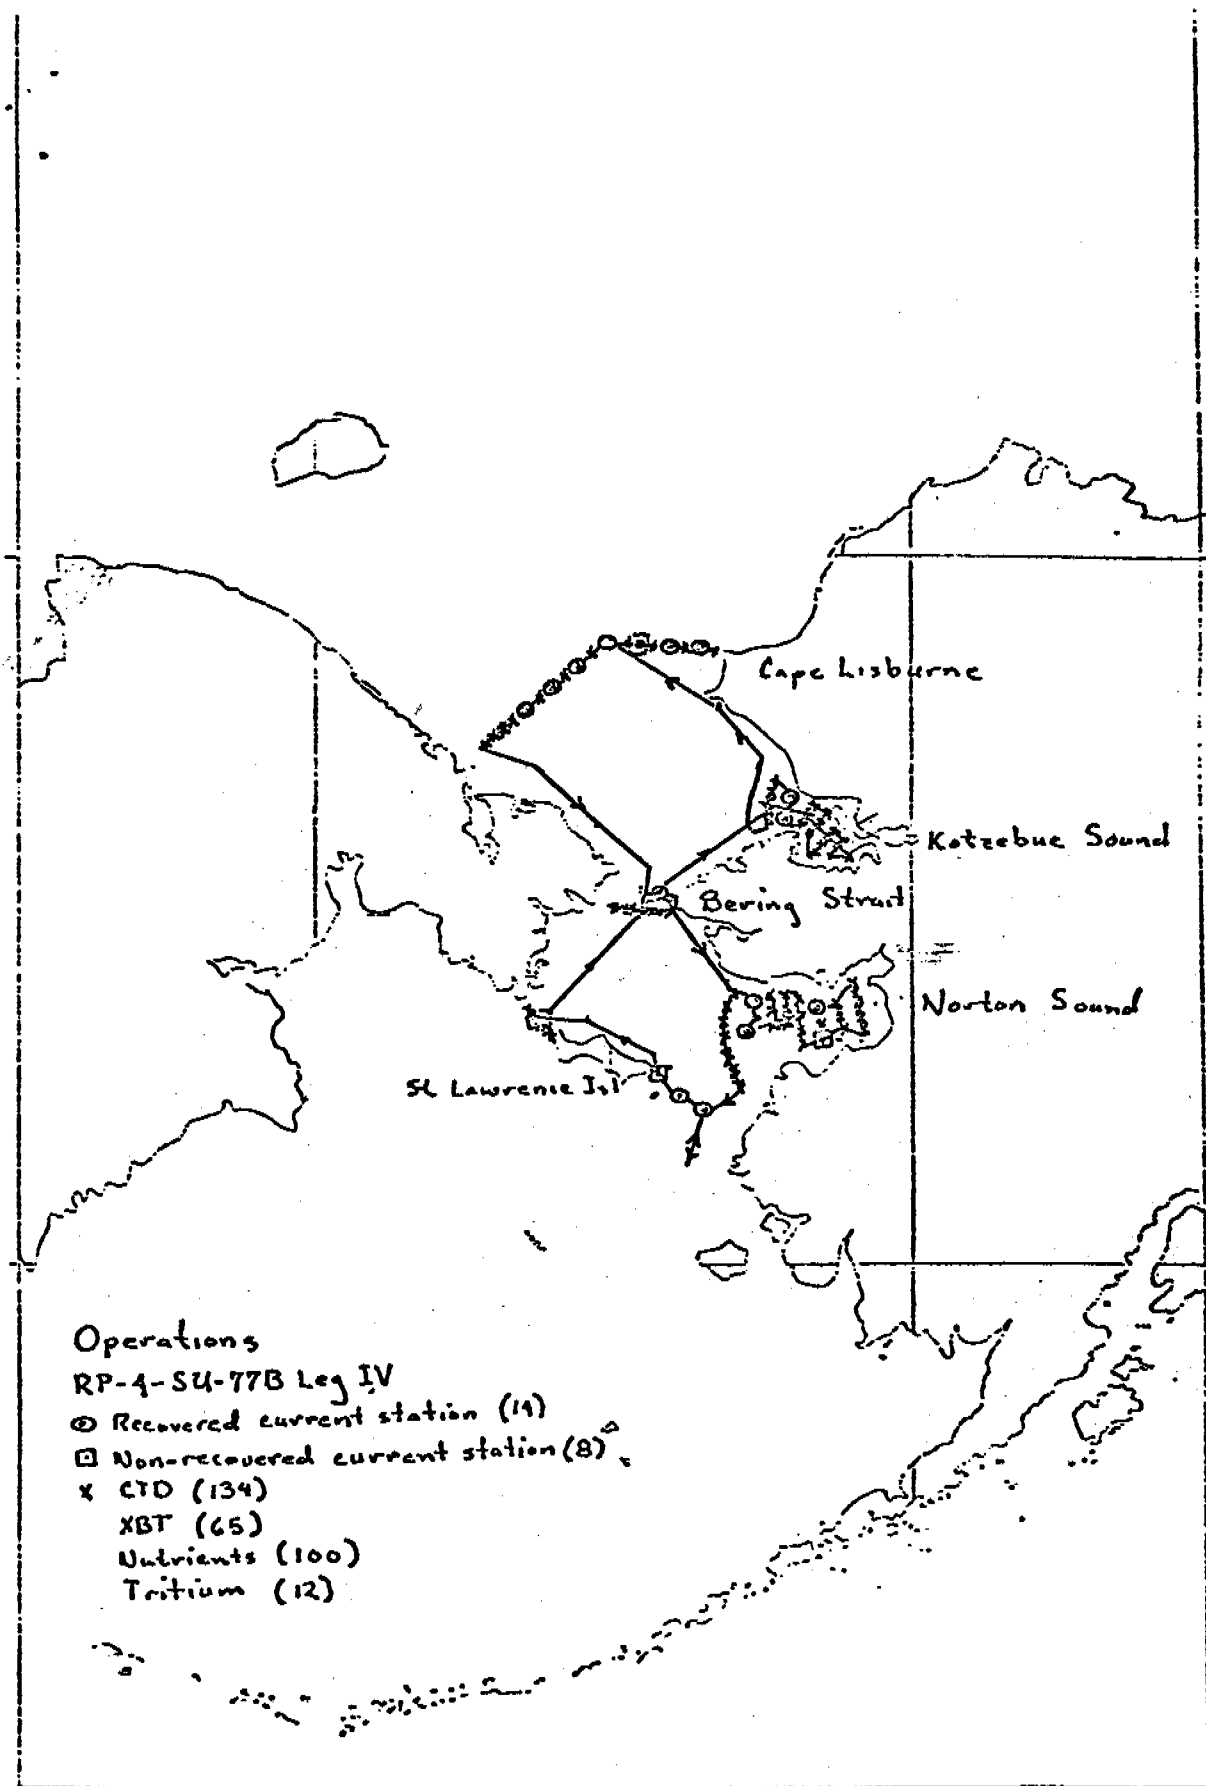 Cape Lisburne
Kotzebue Sound
Bering Strait
Norton Sound
St Lawrence Isl
Operations
RP-4-SU-77B Leg IV
Recovered current station (14)
Non-recovered current station (8)
x CTD (134)
XBT (65)
Nutrients (100)
Tritium (12)